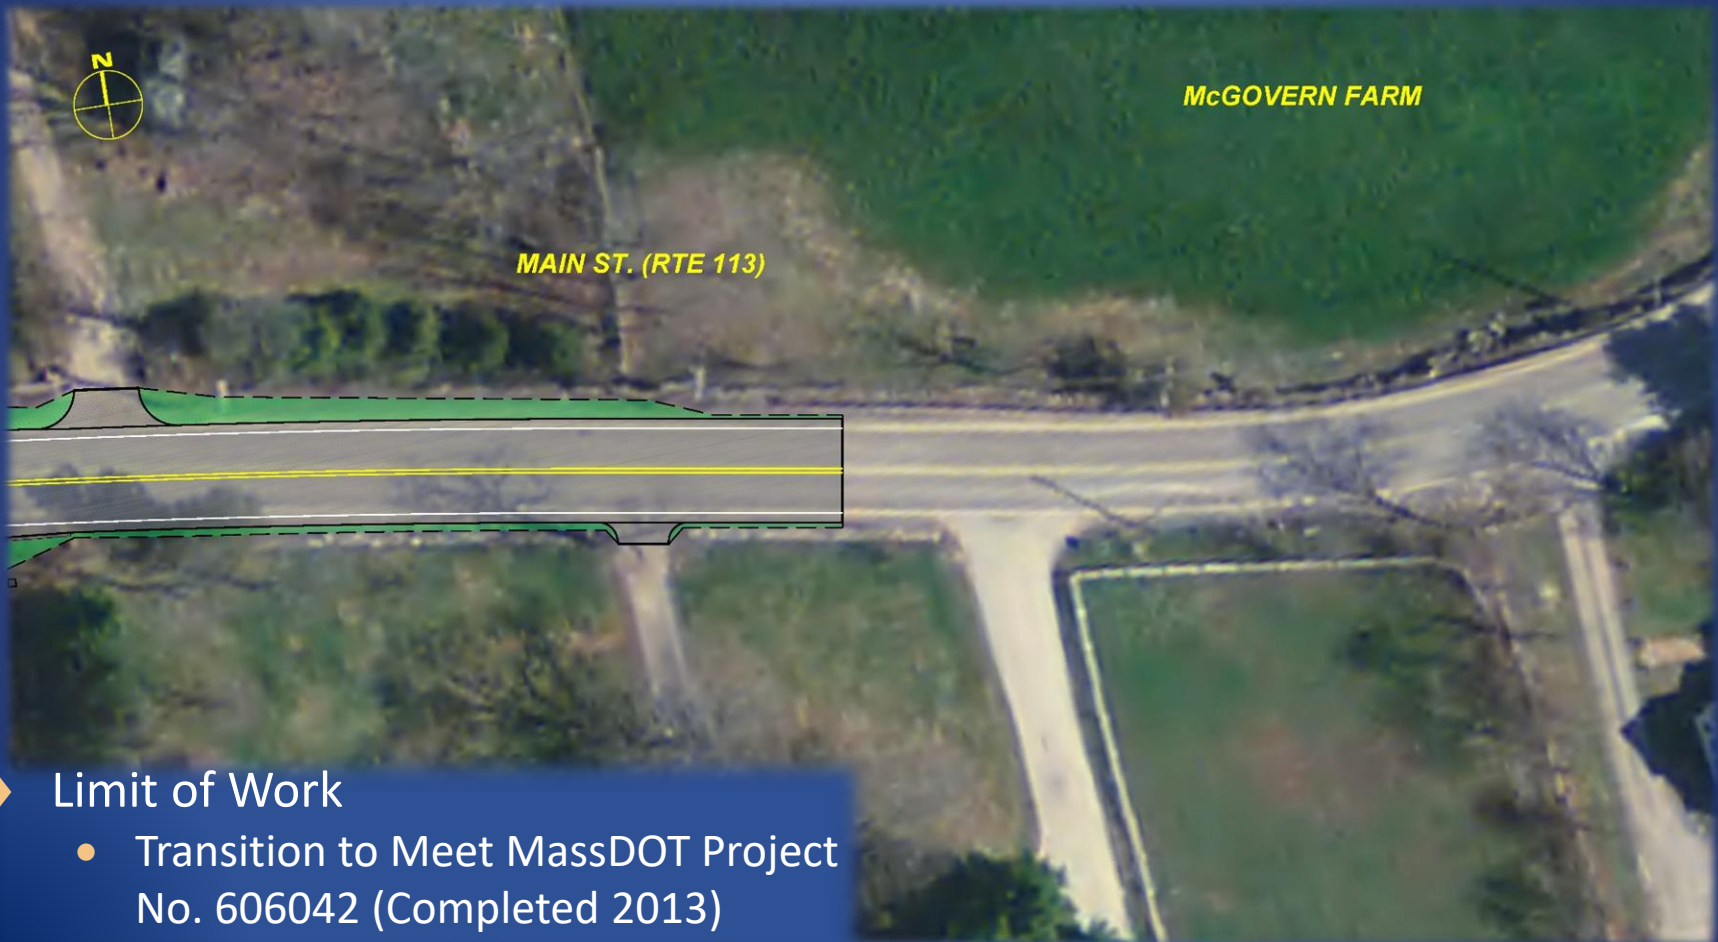 N
McGOVERN FARM
MAIN ST. (RTE 113)
Limit of Work
Transition to Meet MassDOT Project
No. 606042 (Completed 2013)